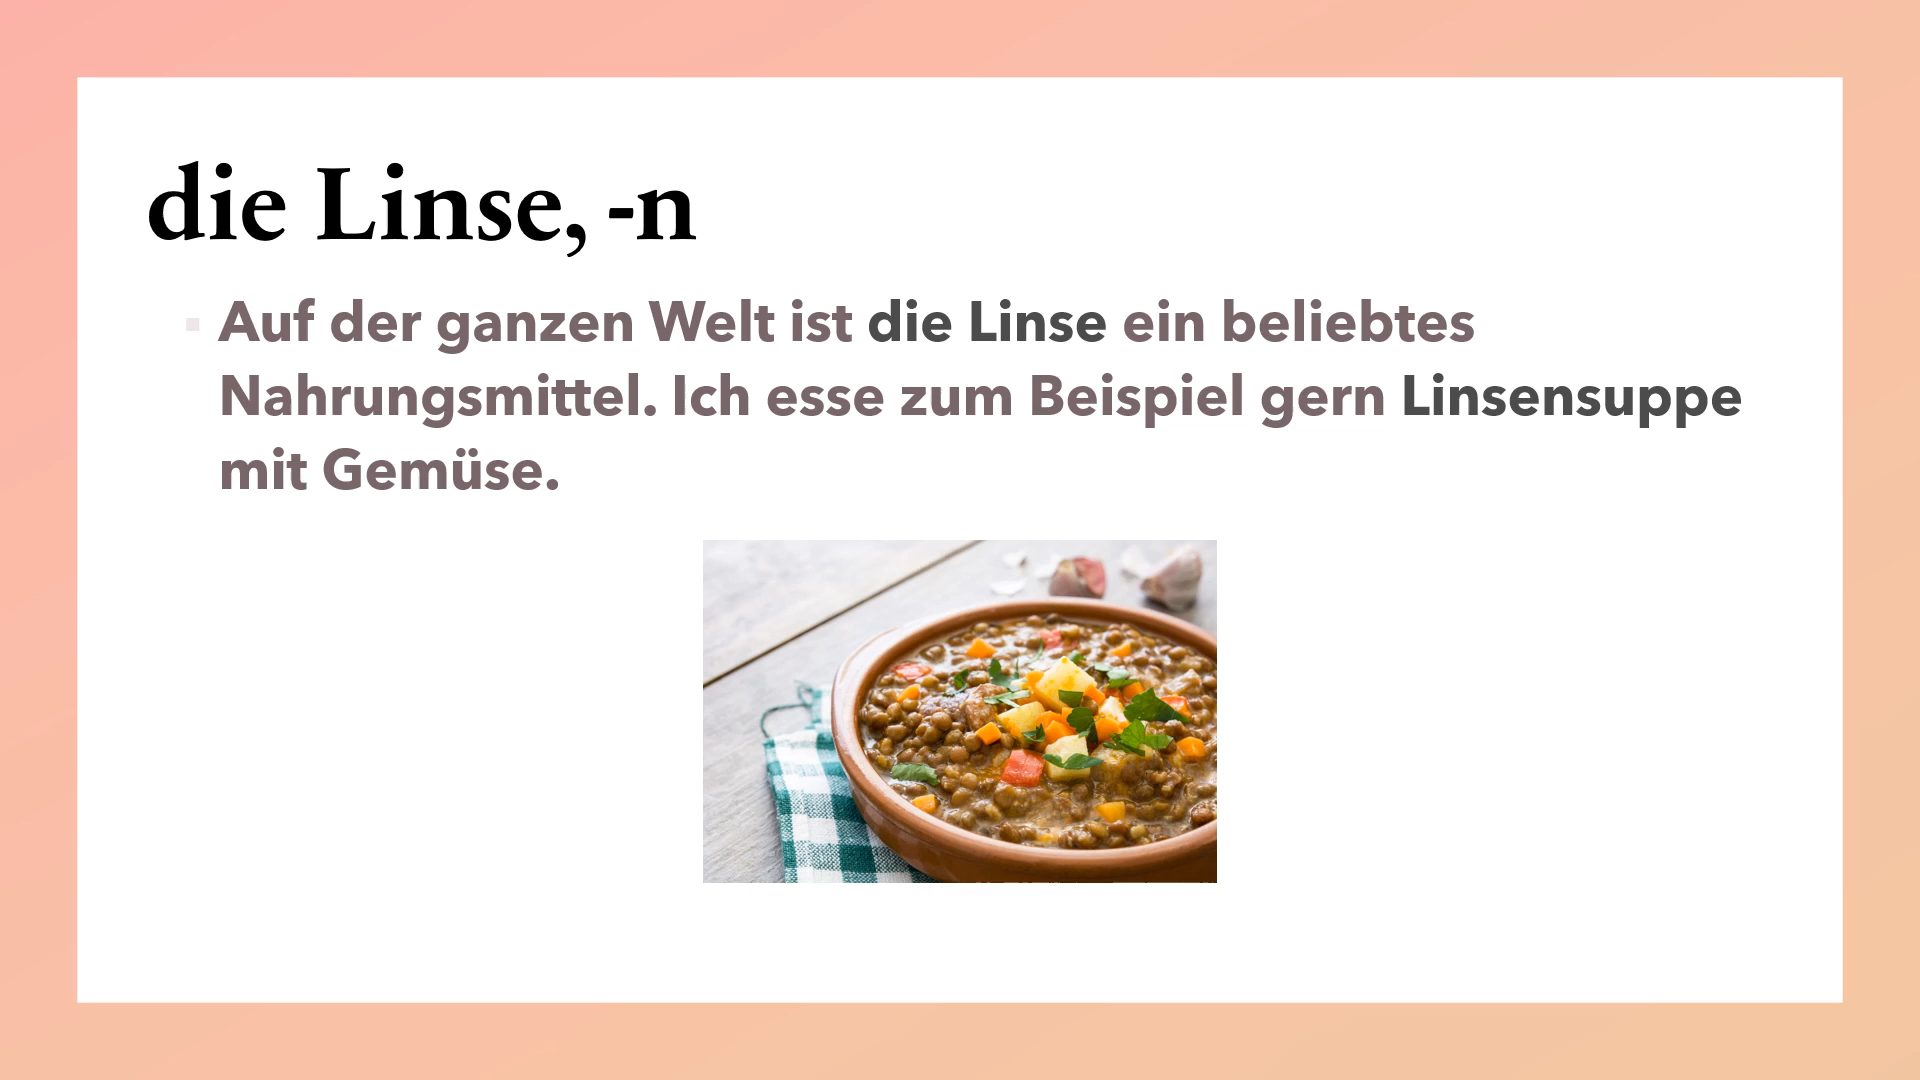 die Linse, -n
Auf der ganzen Welt ist die Linse ein beliebtes
Nahrungsmittel. Ich esse zum Beispiel gern Linsensuppe
mit Gemüse.